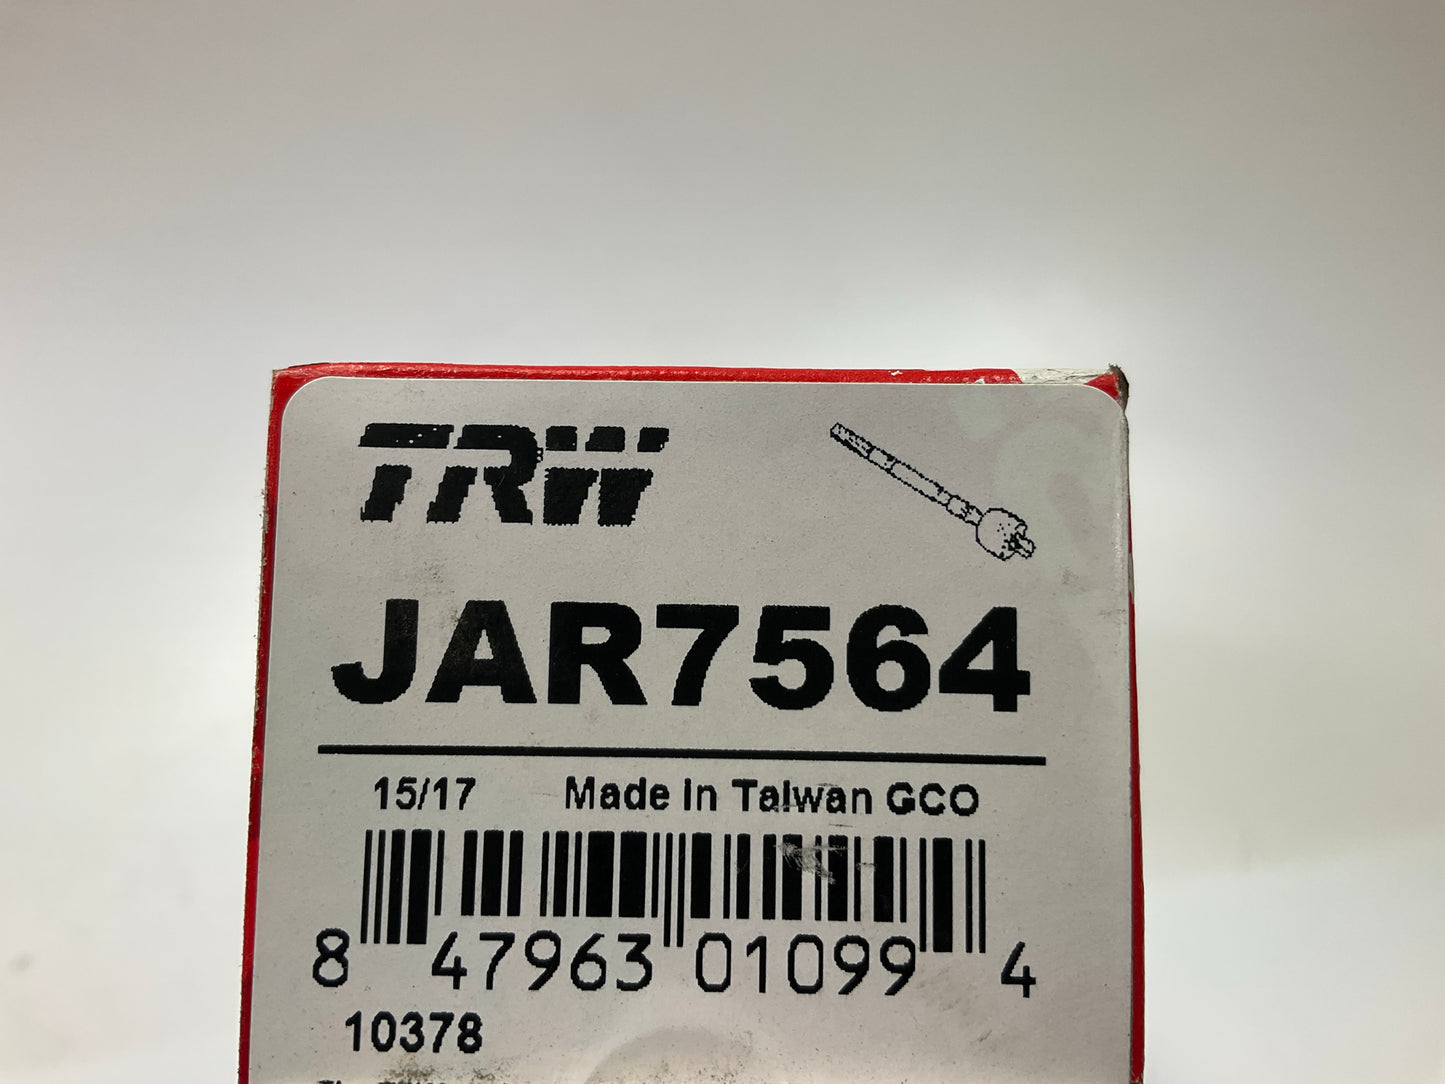 TRW
JAR7564
15/17 Made In Taiwan GCO
8 47963 01099 4
10378